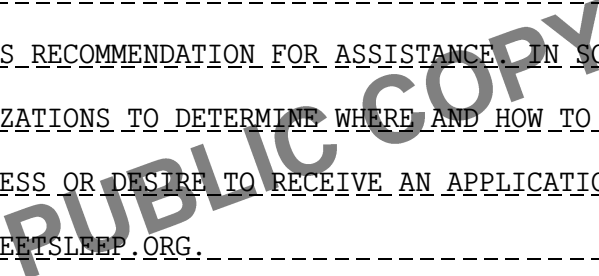 S RECOMMENDATION FOR ASSISTANCE. IN SO
ZATIONS TO DETERMINE WHERE AND HOW TO
ESS OR DESIRE TO RECEIVE AN APPLICATIO
EETSLEEP.ORG.
PUBLIC COPY